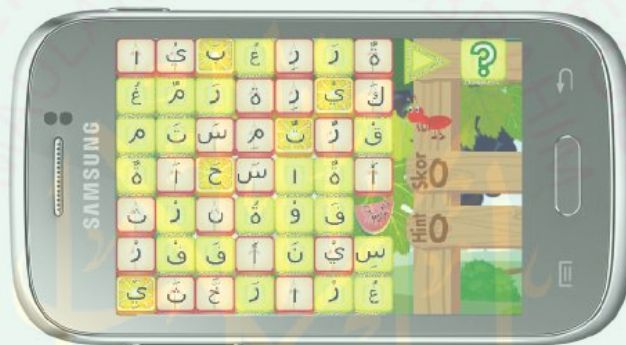 SAMSUNG
ةٌ رَ رِ عُ بَ يُ ا
كَ يُ رِ ة رَ مّ غُ
قُ رُ تُ مِ سَ تَ مِ
أ ةُ ا سَ حَ أ ةٌ
قَ وُ ةُ نِ رُ ث
سِ يُ نَ أ فَ قُ رُ
عُ رُ ا رَ حَ ثَ يُ
?
Skor
0
Hint
0